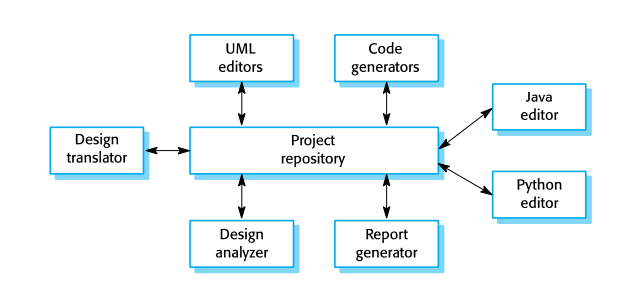 UML
editors
Code
generators
Java
editor
Design
translator
Project
repository
Python
editor
Design
analyzer
Report
generator